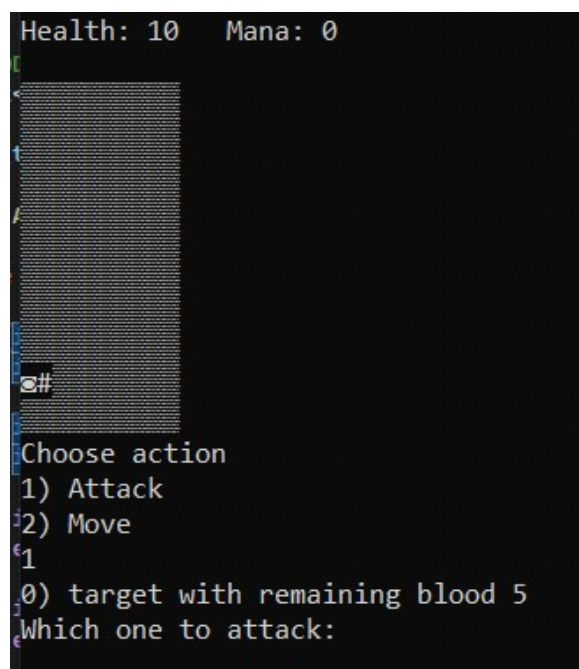 Health: 10   Mana: 0
◙#
Choose action
1) Attack
2) Move
1
0) target with remaining blood 5
Which one to attack: